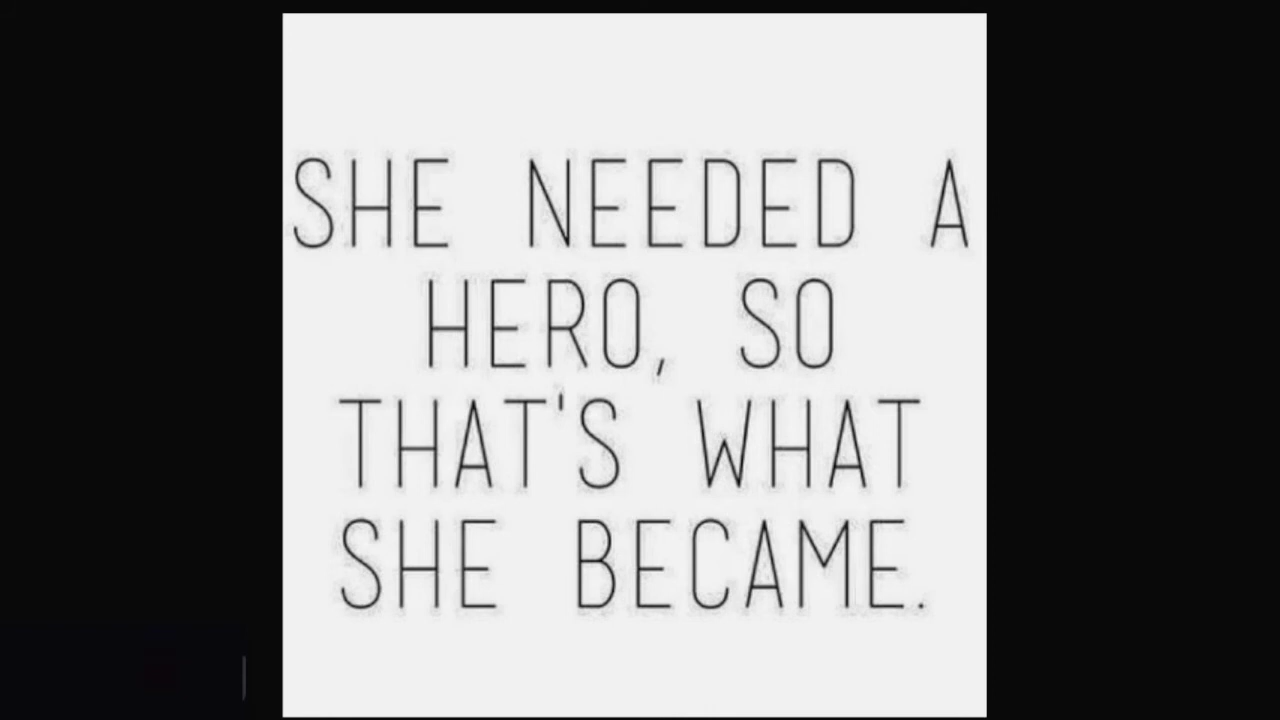 SHE NEEDED A
HERO, SO
THAT'S WHAT
SHE BECAME.